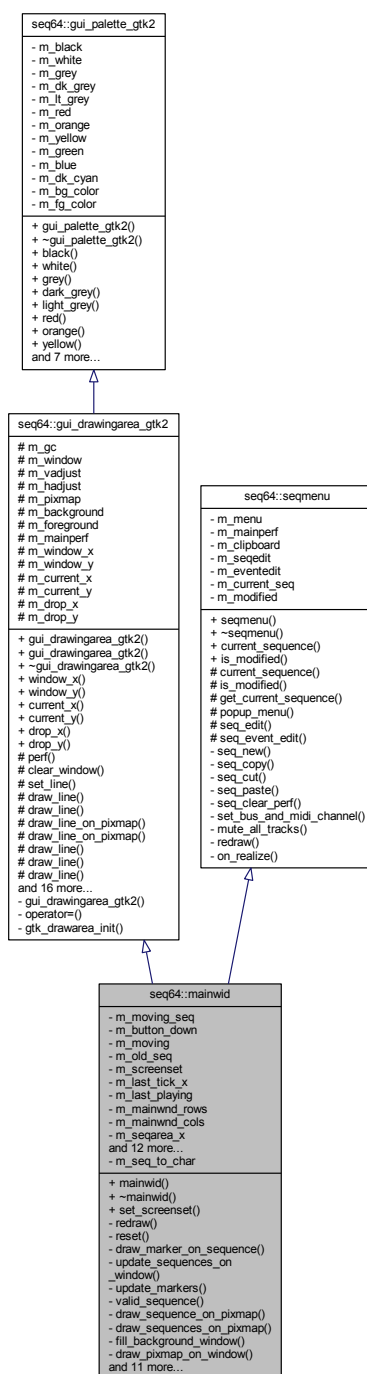 seq64::gui_palette_gtk2
- m_black
- m_white
- m_grey
- m_dk_grey
- m_lt_grey
- m_red
- m_orange
- m_yellow
- m_green
- m_blue
- m_dk_cyan
- m_bg_color
- m_fg_color
+ gui_palette_gtk2()
+ ~gui_palette_gtk2()
+ black()
+ white()
+ grey()
+ dark_grey()
+ light_grey()
+ red()
+ orange()
+ yellow()
and 7 more...
seq64::gui_drawingarea_gtk2
# m_gc
# m_window
# m_vadjust
# m_hadjust
# m_pixmap
# m_background
# m_foreground
# m_mainperf
# m_window_x
# m_window_y
# m_current_x
# m_current_y
# m_drop_x
# m_drop_y
+ gui_drawingarea_gtk2()
+ gui_drawingarea_gtk2()
+ ~gui_drawingarea_gtk2()
+ window_x()
+ window_y()
+ current_x()
+ current_y()
+ drop_x()
+ drop_y()
# perf()
# clear_window()
# set_line()
# draw_line()
# draw_line()
# draw_line_on_pixmap()
# draw_line_on_pixmap()
# draw_line()
# draw_line()
# draw_line()
and 16 more...
- gui_drawingarea_gtk2()
- operator=()
- gtk_drawarea_init()
seq64::seqmenu
- m_menu
- m_mainperf
- m_clipboard
- m_seqedit
- m_eventedit
- m_current_seq
- m_modified
+ seqmenu()
+ ~seqmenu()
+ current_sequence()
+ is_modified()
# current_sequence()
# is_modified()
# get_current_sequence()
# popup_menu()
# seq_edit()
# seq_event_edit()
- seq_new()
- seq_copy()
- seq_cut()
- seq_paste()
- seq_clear_perf()
- set_bus_and_midi_channel()
- mute_all_tracks()
- redraw()
- on_realize()
seq64::mainwid
- m_moving_seq
- m_button_down
- m_moving
- m_old_seq
- m_screenset
- m_last_tick_x
- m_last_playing
- m_mainwnd_rows
- m_mainwnd_cols
- m_seqarea_x
and 12 more...
- m_seq_to_char
+ mainwid()
+ ~mainwid()
+ set_screenset()
- redraw()
- reset()
- draw_marker_on_sequence()
- update_sequences_on
_window()
- update_markers()
- valid_sequence()
- draw_sequence_on_pixmap()
- draw_sequences_on_pixmap()
- fill_background_window()
- draw_pixmap_on_window()
and 11 more...